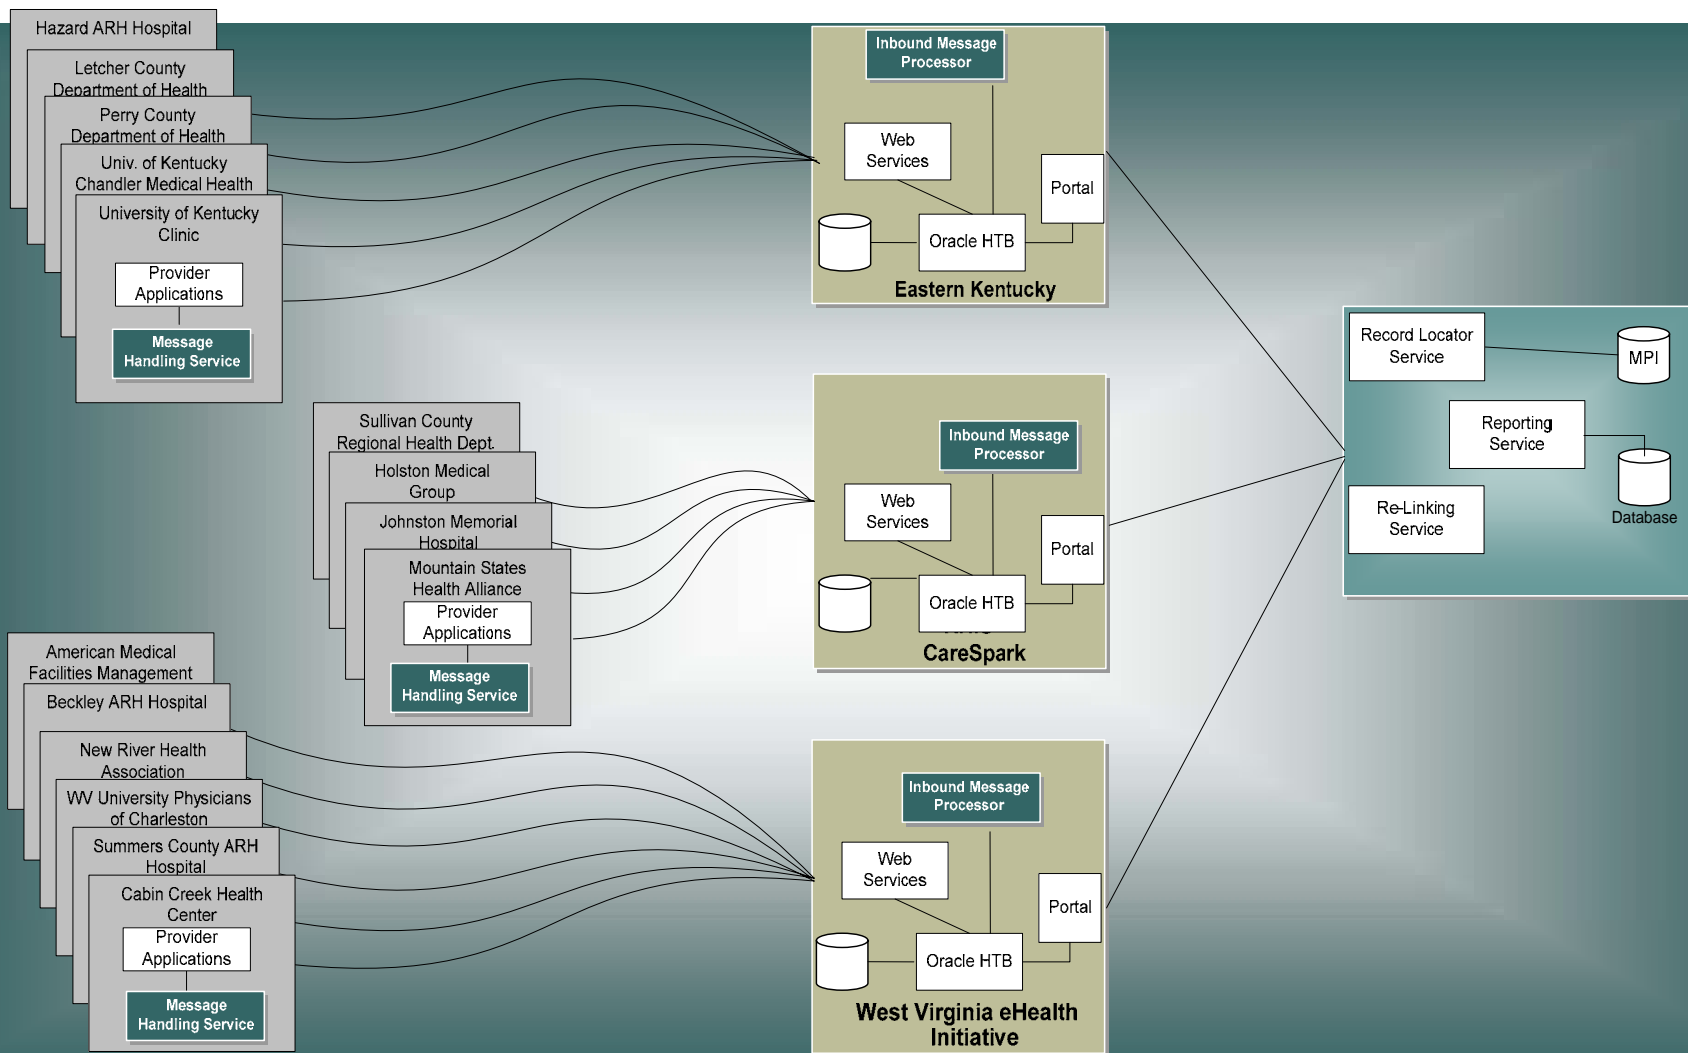 Hazard ARH Hospital
Letcher County
Department of Health
Perry County
Department of Health
Univ. of Kentucky
Chandler Medical Health
University of Kentucky
Clinic
Provider
Applications
Message
Handling Service
Sullivan County
Regional Health Dept.
Holston Medical
Group
Johnston Memorial
Hospital
Mountain States
Health Alliance
Provider
Applications
Message
Handling Service
American Medical
Facilities Management
Beckley ARH Hospital
New River Health
Association
WV University Physicians
of Charleston
Summers County ARH
Hospital
Cabin Creek Health
Center
Provider
Applications
Message
Handling Service
Inbound Message
Processor
Web
Services
Portal
Oracle HTB
Eastern Kentucky
Inbound Message
Processor
Web
Services
Portal
Oracle HTB
CareSpark
Inbound Message
Processor
Web
Services
Portal
Oracle HTB
West Virginia eHealth
Initiative
Record Locator
Service
MPI
Reporting
Service
Re-Linking
Service
Database